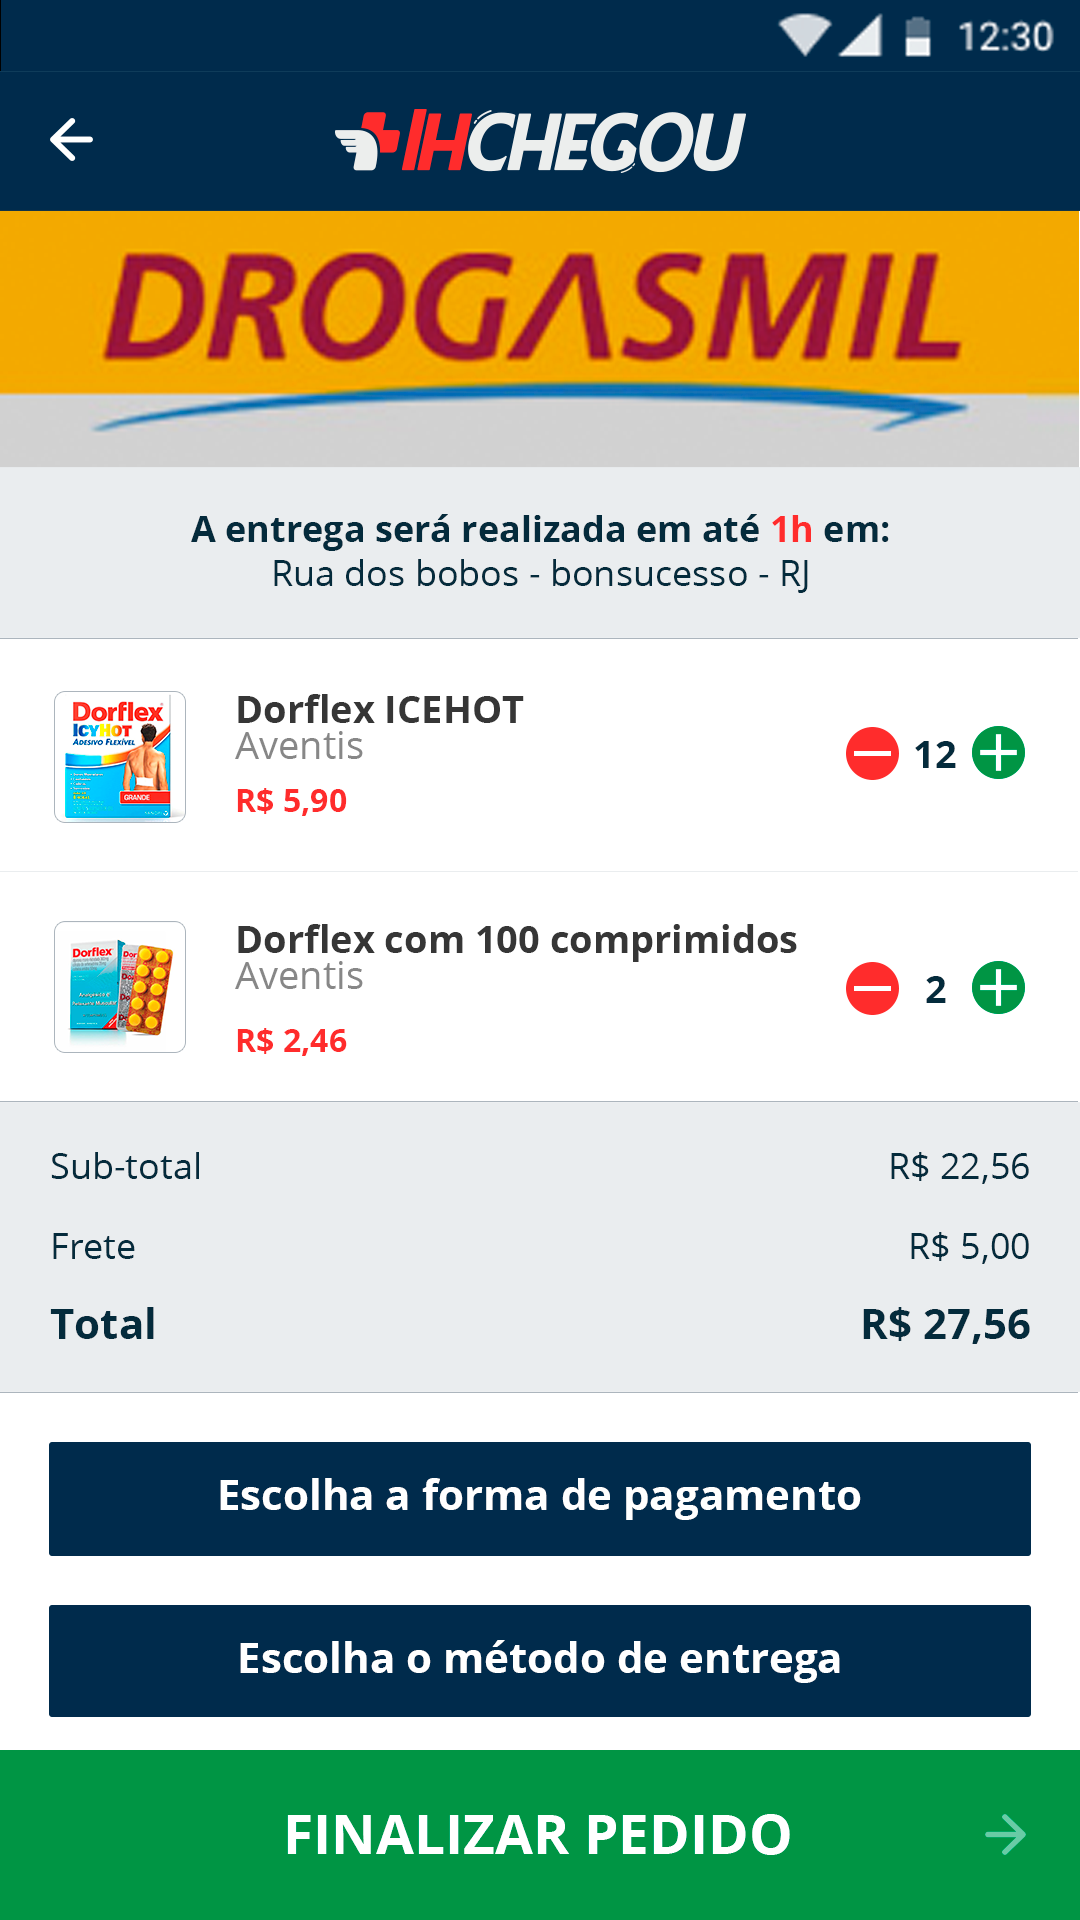 12:30
IHCHEGOU
DROGASMIL
A entrega será realizada em até 1h em:
Rua dos bobos - bonsucesso - RJ
Dorflex
ICYHOT
ADESIVO FLEXÍVEL
GRANDE
Dorflex ICEHOT
Aventis
R$ 5,90
12
Dorflex
Dorflex com 100 comprimidos
Aventis
R$ 2,46
2
Sub-total R$ 22,56
Frete R$ 5,00
Total R$ 27,56
Escolha a forma de pagamento
Escolha o método de entrega
FINALIZAR PEDIDO